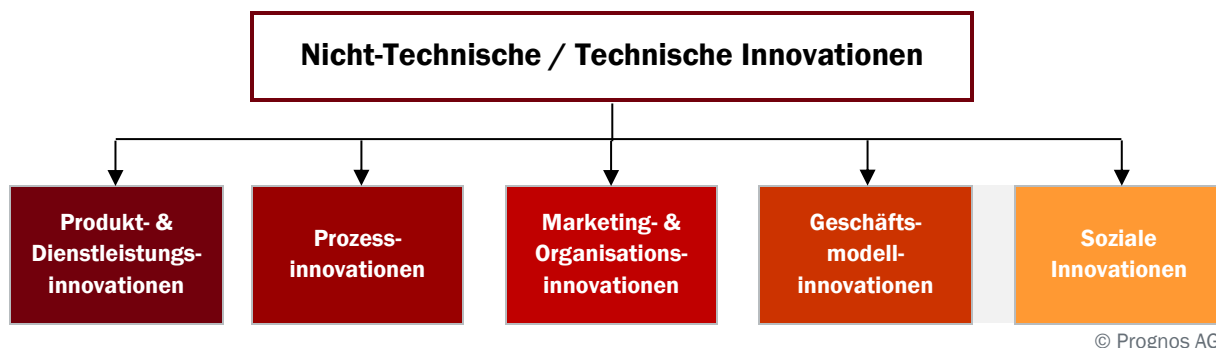 Nicht-Technische / Technische Innovationen
Produkt- &
Dienstleistungs-
innovationen
Prozess-
innovationen
Marketing- &
Organisations-
innovationen
Geschäfts-
modell-
innovationen
Soziale
Innovationen
© Prognos AG